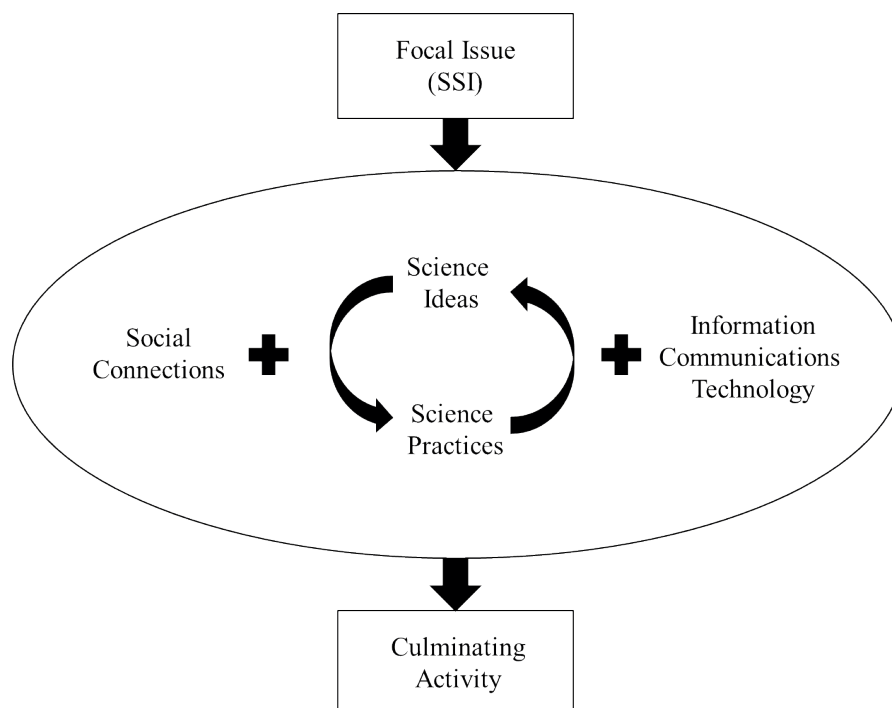 Focal Issue
(SSI)
Science
Ideas
Social
Connections
Information
Communications
Technology
Science
Practices
Culminating
Activity